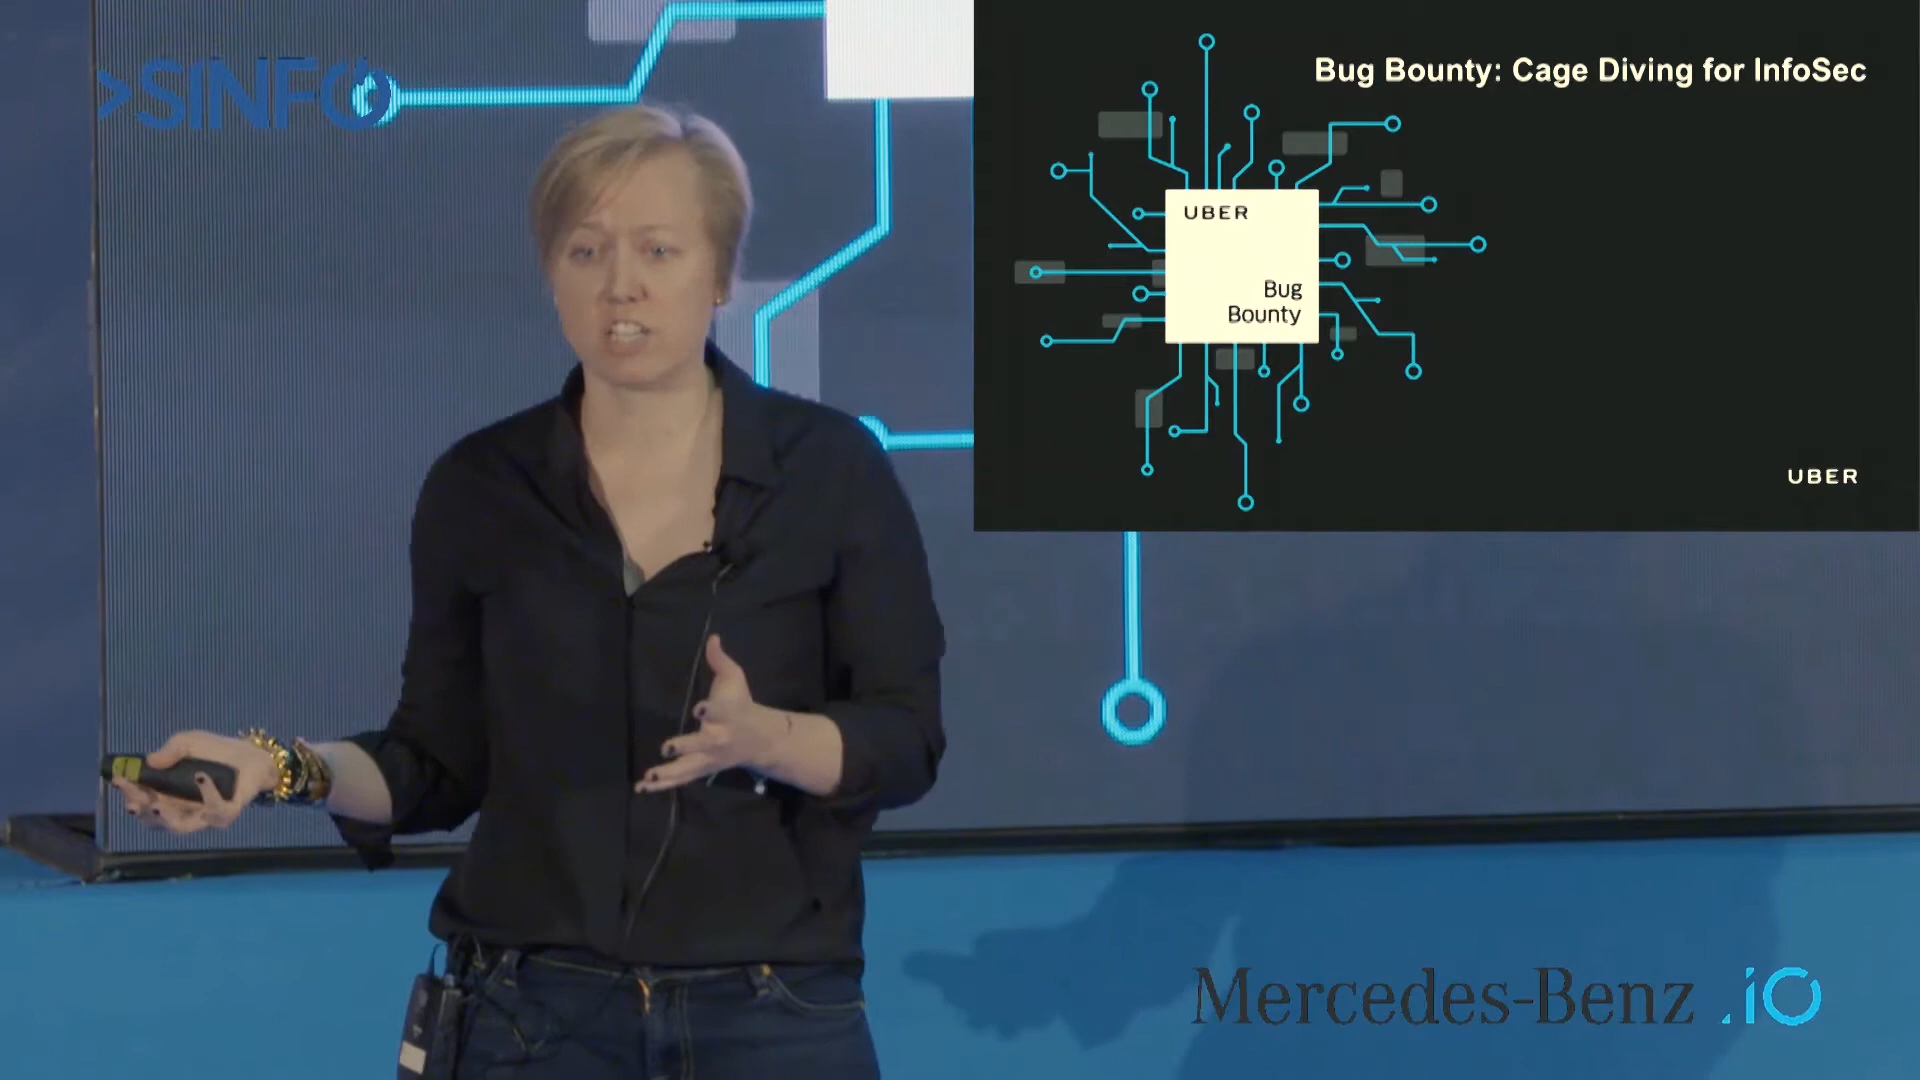 >SINFO
Bug Bounty: Cage Diving for InfoSec
UBER
Bug
Bounty
UBER
Mercedes-Benz .io